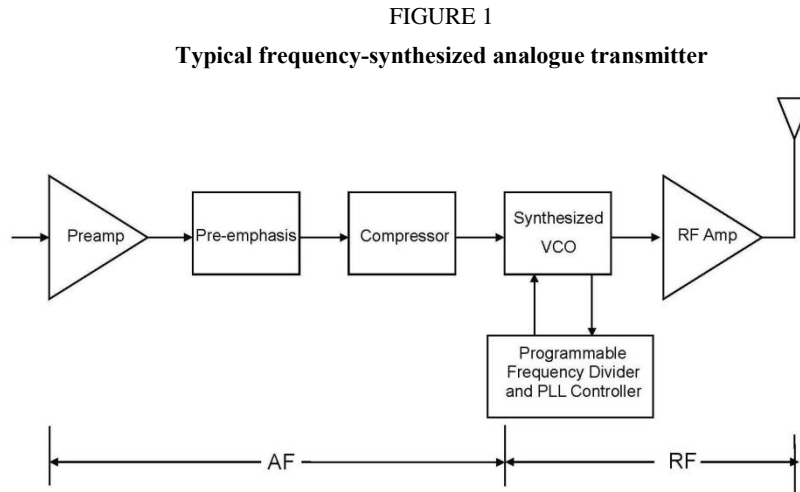 FIGURE 1
Typical frequency-synthesized analogue transmitter
Preamp
Pre-emphasis
Compressor
Synthesized
VCO
RF Amp
Programmable
Frequency Divider
and PLL Controller
AF
RF